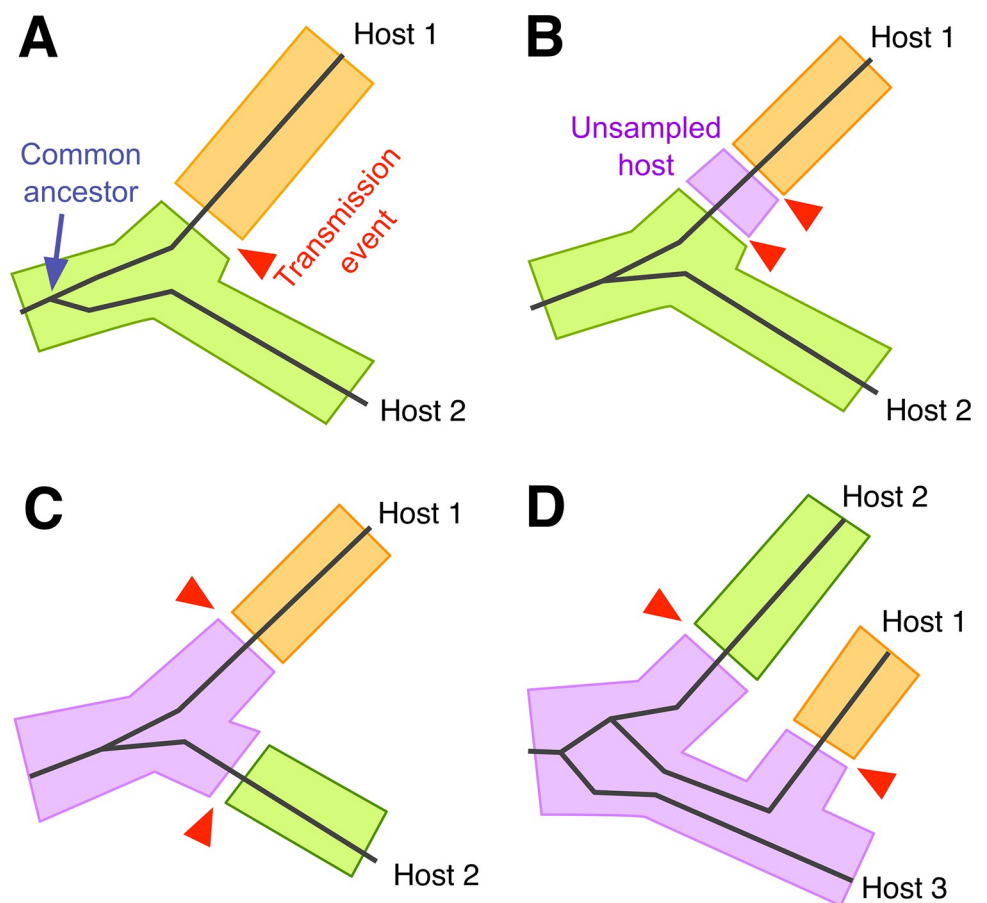 A
Host 1
Common
ancestor
Transmission
event
Host 2
B
Host 1
Unsampled
host
Host 2
C
Host 1
Host 2
D
Host 2
Host 1
Host 3